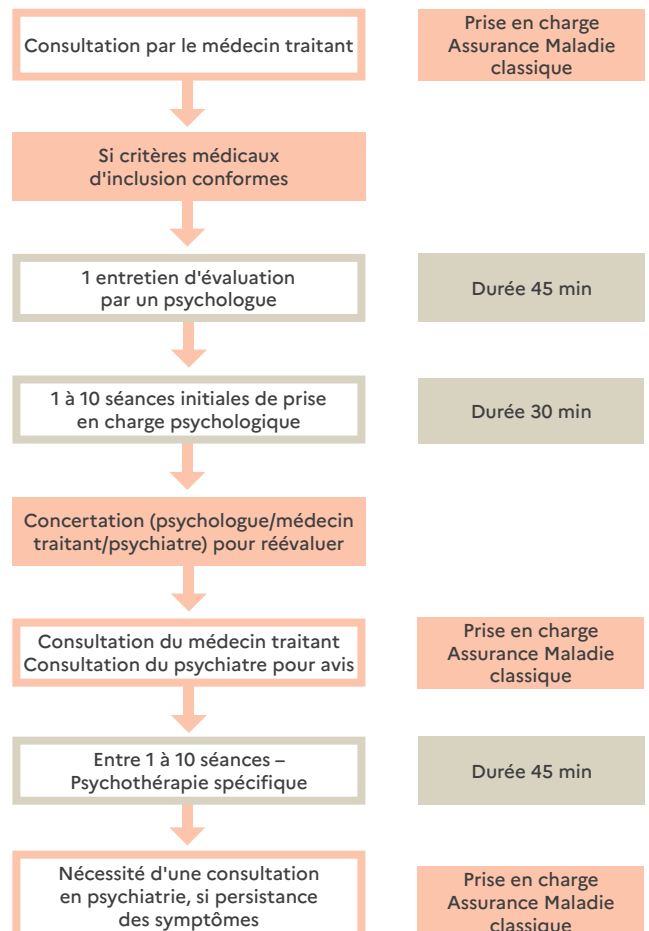 Consultation par le médecin traitant
Prise en charge
Assurance Maladie
classique
Si critères médicaux
d'inclusion conformes
1 entretien d'évaluation
par un psychologue
Durée 45 min
1 à 10 séances initiales de prise
en charge psychologique
Durée 30 min
Concertation (psychologue/médecin
traitant/psychiatre) pour réévaluer
Consultation du médecin traitant
Consultation du psychiatre pour avis
Prise en charge
Assurance Maladie
classique
Entre 1 à 10 séances –
Psychothérapie spécifique
Durée 45 min
Nécessité d'une consultation
en psychiatrie, si persistance
des symptômes
Prise en charge
Assurance Maladie
classique